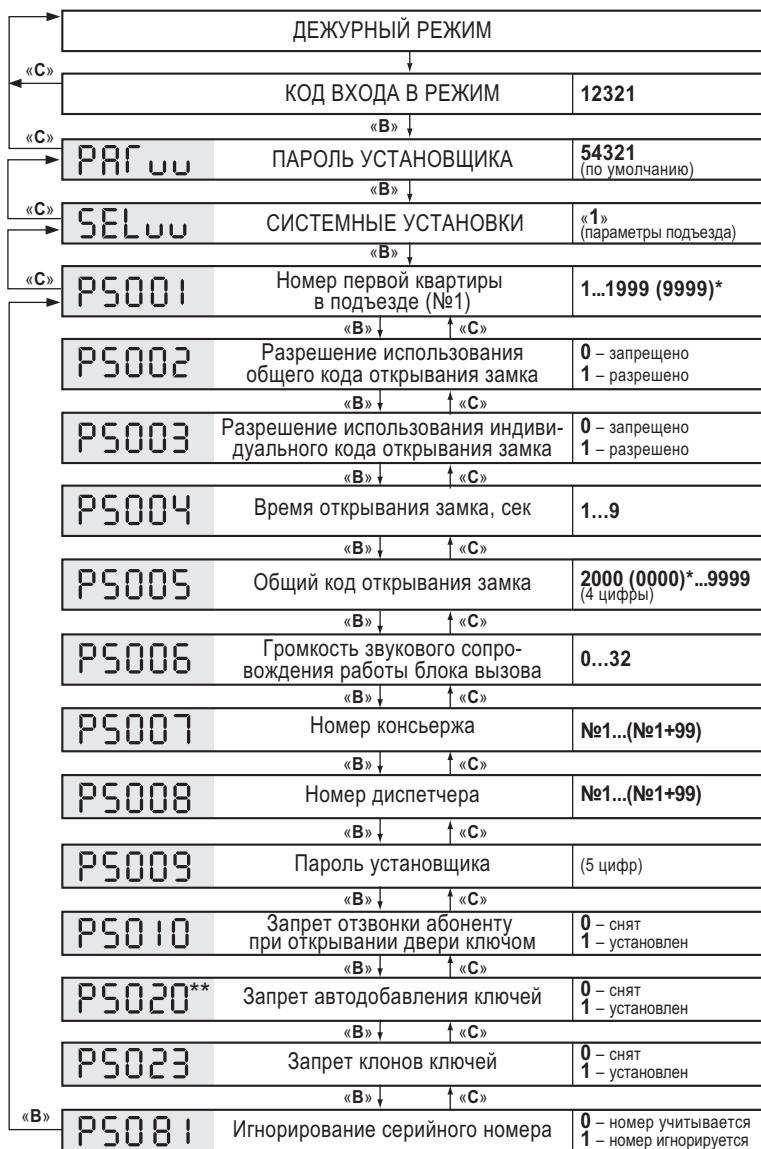 ДЕЖУРНЫЙ РЕЖИМ
«С»
КОД ВХОДА В РЕЖИМ 12321
«В»
«С»
PAГuu ПАРОЛЬ УСТАНОВЩИКА 54321
(по умолчанию)
«В»
«С»
SELuu СИСТЕМНЫЕ УСТАНОВКИ «1»
(параметры подъезда)
«В»
«С»
PS001 Номер первой квартиры
в подъезде (№1) 1...1999 (9999)*
«В» «С»
PS002 Разрешение использования
общего кода открывания замка
0 – запрещено
1 – разрешено
«В» «С»
PS003 Разрешение использования индиви-
дуального кода открывания замка
0 – запрещено
1 – разрешено
«В» «С»
PS004 Время открывания замка, сек 1…9
«В» «С»
PS005 Общий код открывания замка 2000 (0000)*...9999
(4 цифры)
«В» «С»
PS006 Громкость звукового сопро-
вождения работы блока вызова 0…32
«В» «С»
PS007 Номер консьержа №1...(№1+99)
«В» «С»
PS008 Номер диспетчера №1...(№1+99)
«В» «С»
PS009 Пароль установщика (5 цифр)
«В» «С»
PS010 Запрет отзвонки абоненту
при открывании двери ключом
0 – снят
1 – установлен
«В» «С»
PS020** Запрет автодобавления ключей
0 – снят
1 – установлен
«В» «С»
PS023 Запрет клонов ключей
0 – снят
1 – установлен
«В» «С»
«В»
PS081 Игнорирование серийного номера
0 – номер учитывается
1 – номер игнорируется